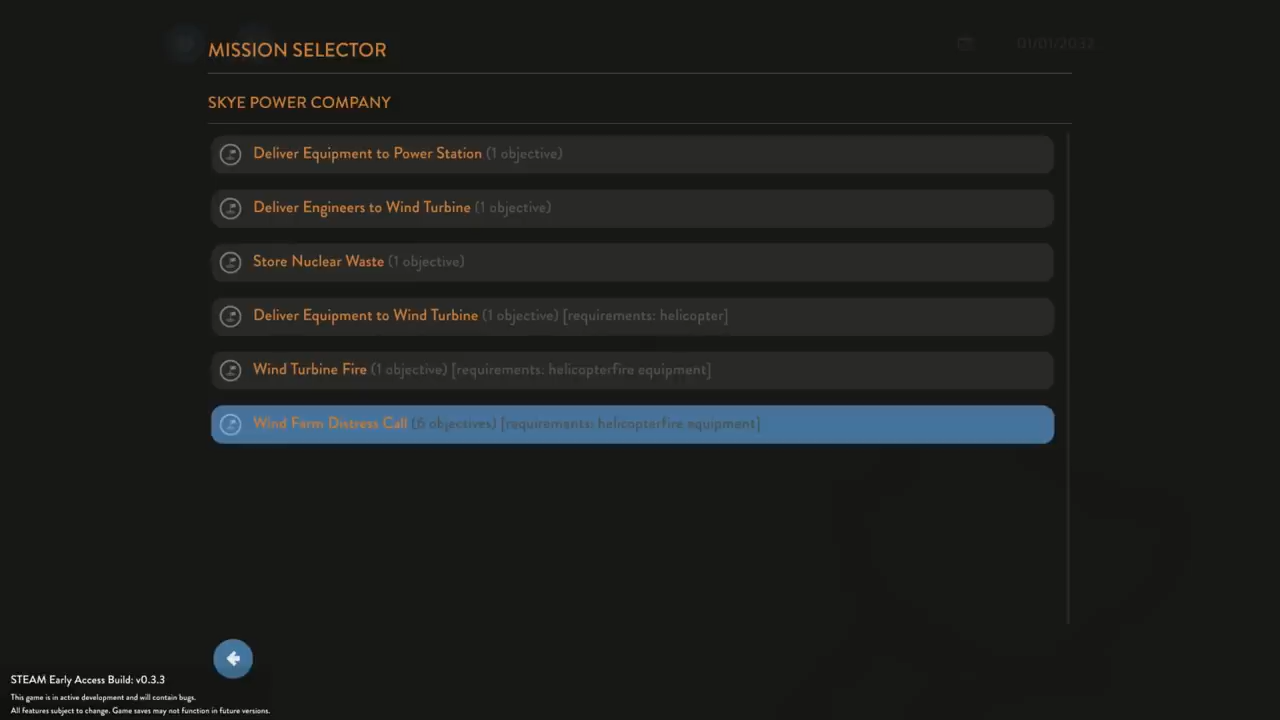 MISSION SELECTOR
01/01/2032
SKYE POWER COMPANY
Deliver Equipment to Power Station (1 objective)
Deliver Engineers to Wind Turbine (1 objective)
Store Nuclear Waste (1 objective)
Deliver Equipment to Wind Turbine (1 objective) [requirements: helicopter]
Wind Turbine Fire (1 objective) [requirements: helicopterfire equipment]
Wind Farm Distress Call (6 objectives) [requirements: helicopterfire equipment]
STEAM Early Access Build: v0.3.3
This game is in active development and will contain bugs.
All features subject to change. Game saves may not function in future versions.